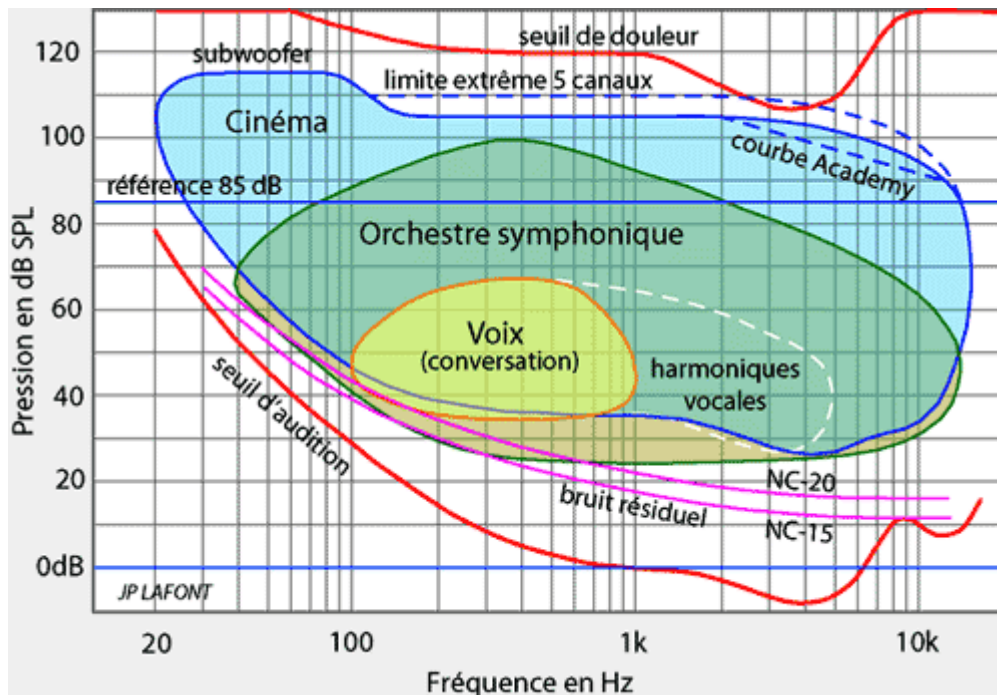 120
seuil de douleur
subwoofer
limite extrême 5 canaux
Cinéma
100
courbe Academy
référence 85 dB
80
Orchestre symphonique
60
Voix
(conversation)
harmoniques
vocales
40
seuil d'audition
20
NC-20
bruit résiduel
NC-15
0dB
JP LAFONT
20
100
1k
10k
Fréquence en Hz
Pression en dB SPL